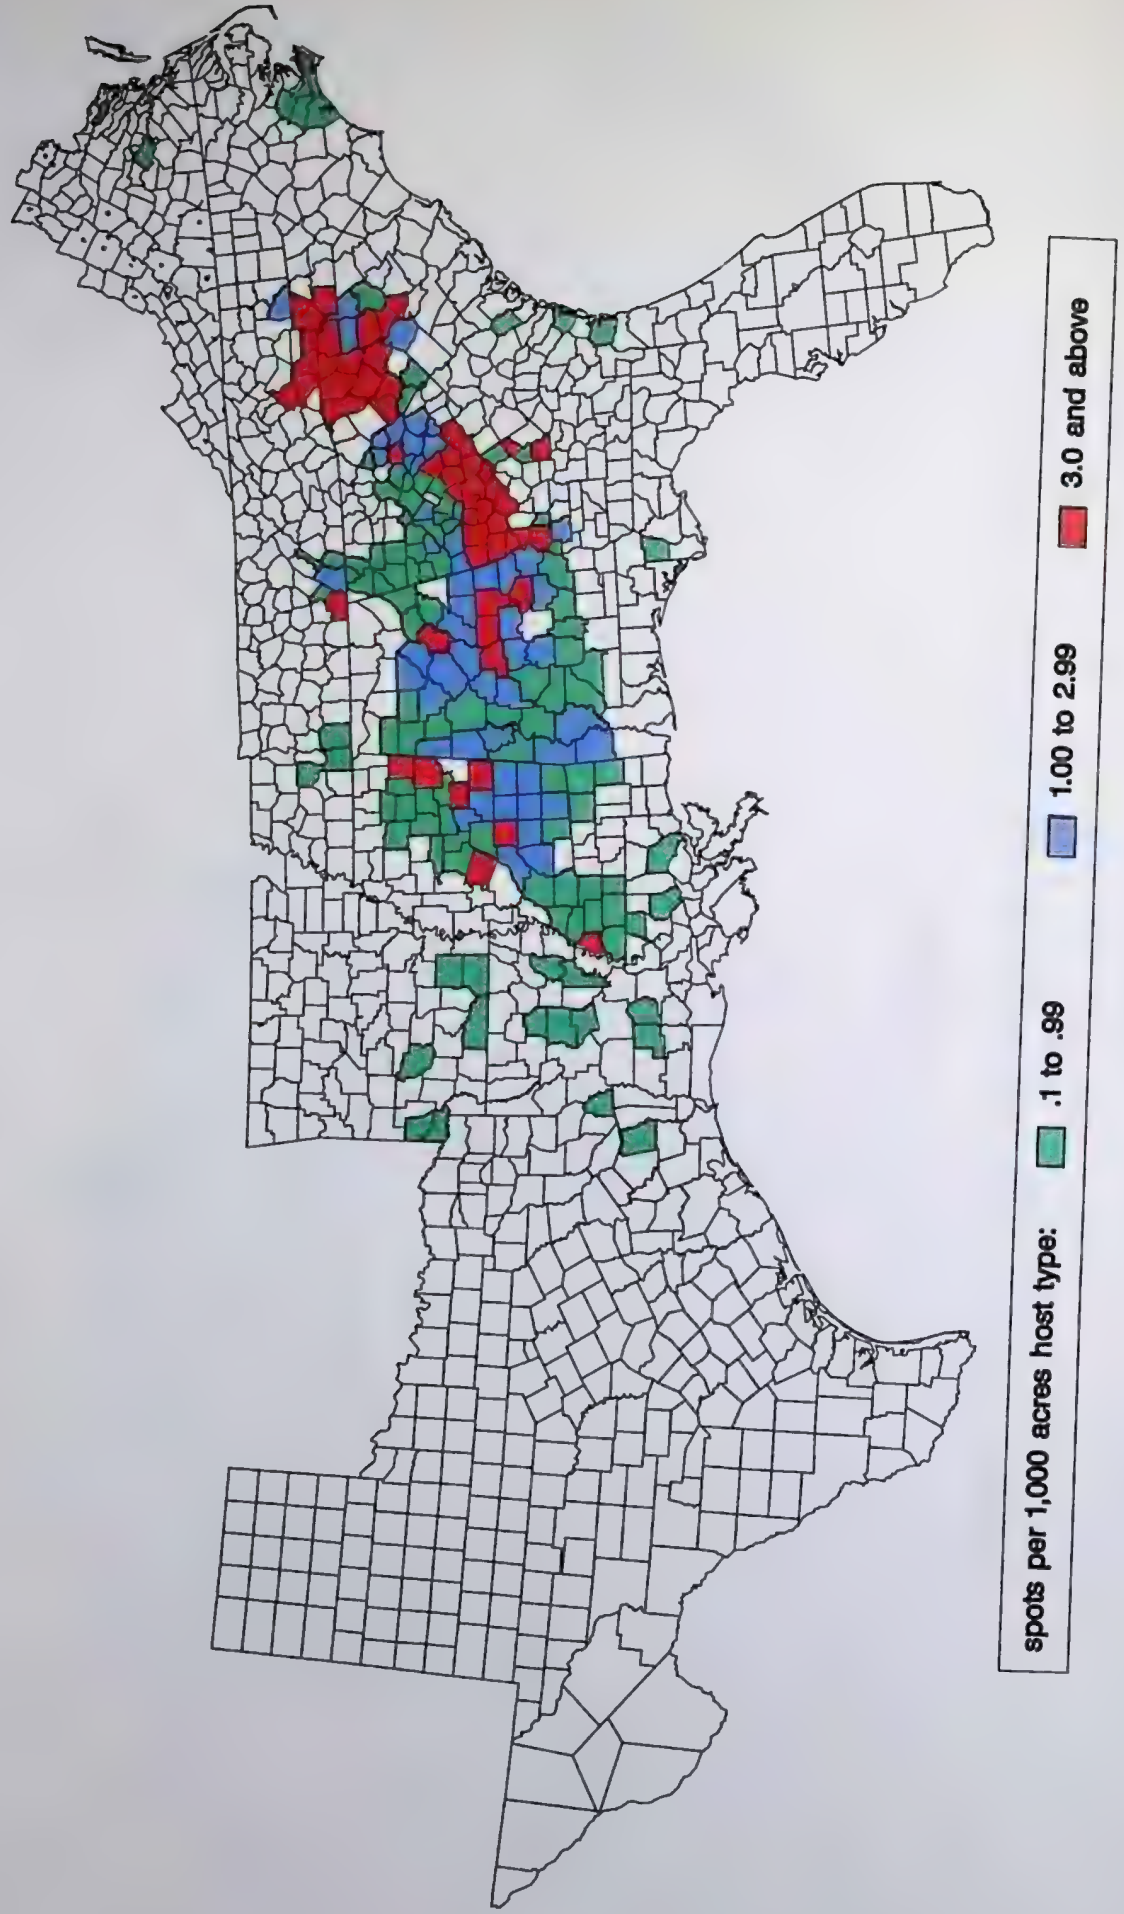 spots per 1,000 acres host type: .1 to .99 1.00 to 2.99 3.0 and above